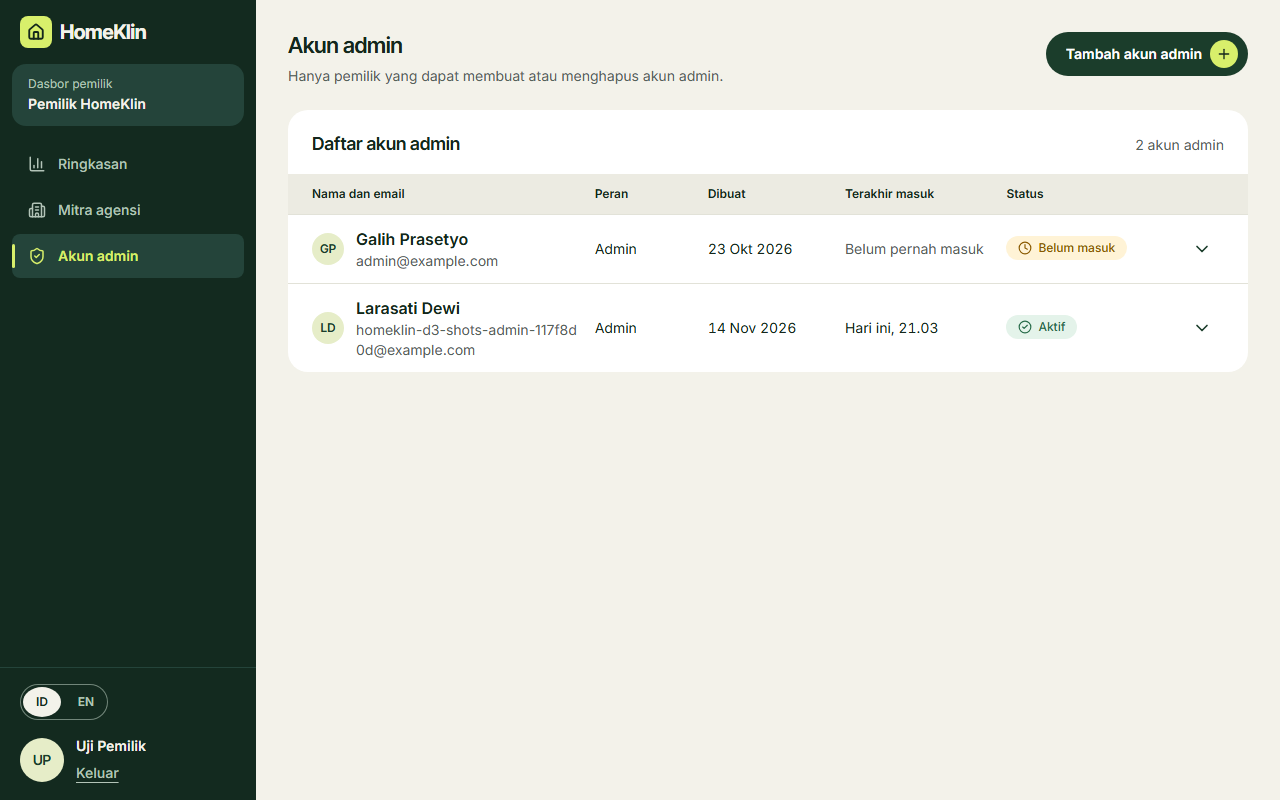 HomeKlin
Dasbor pemilik
Pemilik HomeKlin
Ringkasan
Mitra agensi
Akun admin
ID EN
UP
Uji Pemilik
Keluar
Akun admin
Hanya pemilik yang dapat membuat atau menghapus akun admin.
Tambah akun admin
Daftar akun admin
2 akun admin
Nama dan email Peran Dibuat Terakhir masuk Status
GP
Galih Prasetyo
admin@example.com
Admin
23 Okt 2026
Belum pernah masuk
Belum masuk
LD
Larasati Dewi
homeklin-d3-shots-admin-117f8d
0d@example.com
Admin
14 Nov 2026
Hari ini, 21.03
Aktif